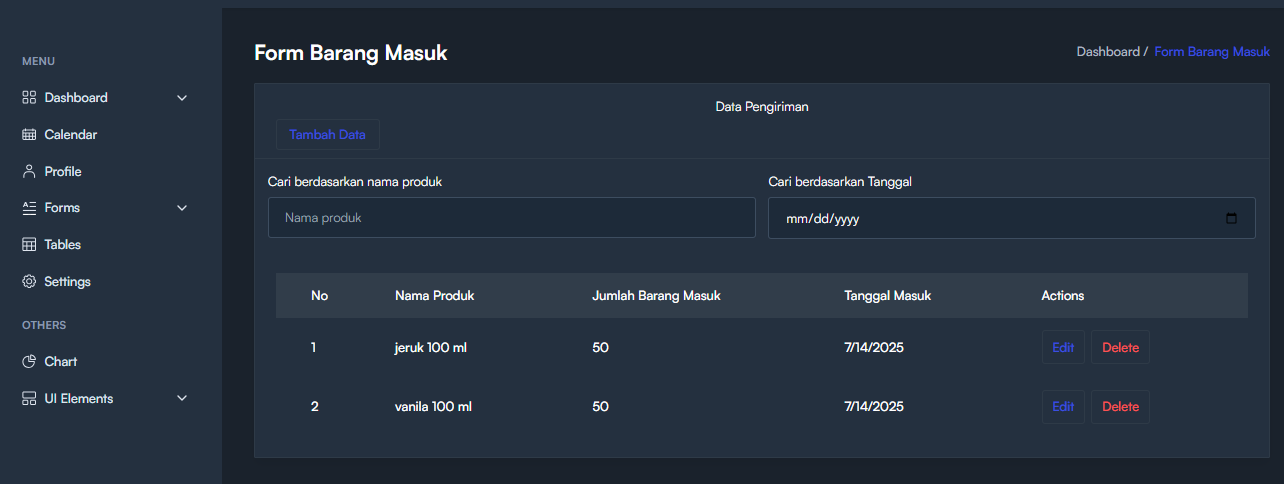 MENU
Dashboard
Calendar
Profile
Forms
Tables
Settings
OTHERS
Chart
UI Elements
Form Barang Masuk
Dashboard / Form Barang Masuk
Data Pengiriman
Tambah Data
Cari berdasarkan nama produk
Nama produk
Cari berdasarkan Tanggal
mm/dd/yyyy
No Nama Produk Jumlah Barang Masuk Tanggal Masuk Actions
1 jeruk 100 ml 50 7/14/2025 Edit Delete
2 vanila 100 ml 50 7/14/2025 Edit Delete